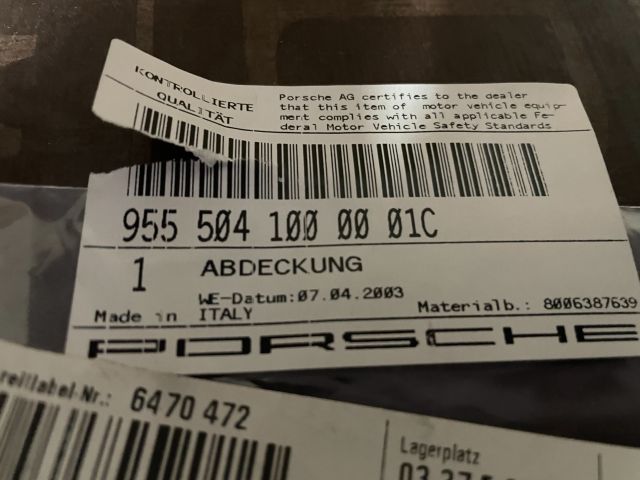 KONTROLLIERTE
QUALITÄT
Porsche AG certifies to the dealer
that this item of motor vehicle equip-
ment complies with all applicable Fe-
deral Motor Vehicle Safety Standards
955 504 100 00 01C
1 ABDECKUNG
WE-Datum:07.04.2003
Materialb.: 8006387639
Made in ITALY
PORSCHE
6470 472
Lagerplatz